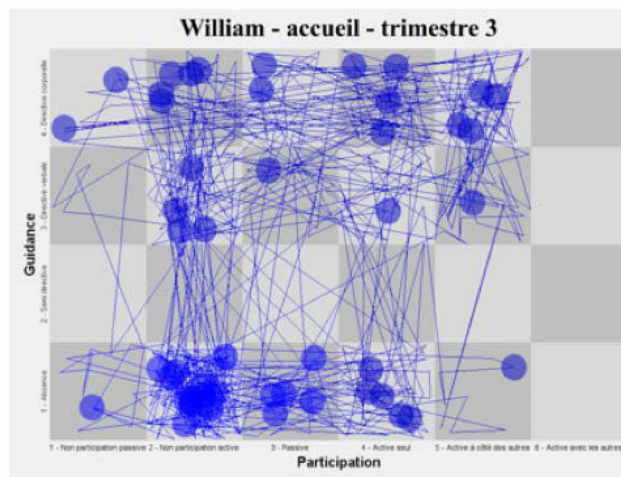 William - accueil - trimestre 3
4 - Directive corporelle
3 - Directive verbale
2 - Semi directive
1 - Absence
Guidance
1 - Non participation passive
2 - Non participation active
3 - Passive
4 - Active seul
5 - Active à côté des autres
6 - Active avec les autres
Participation